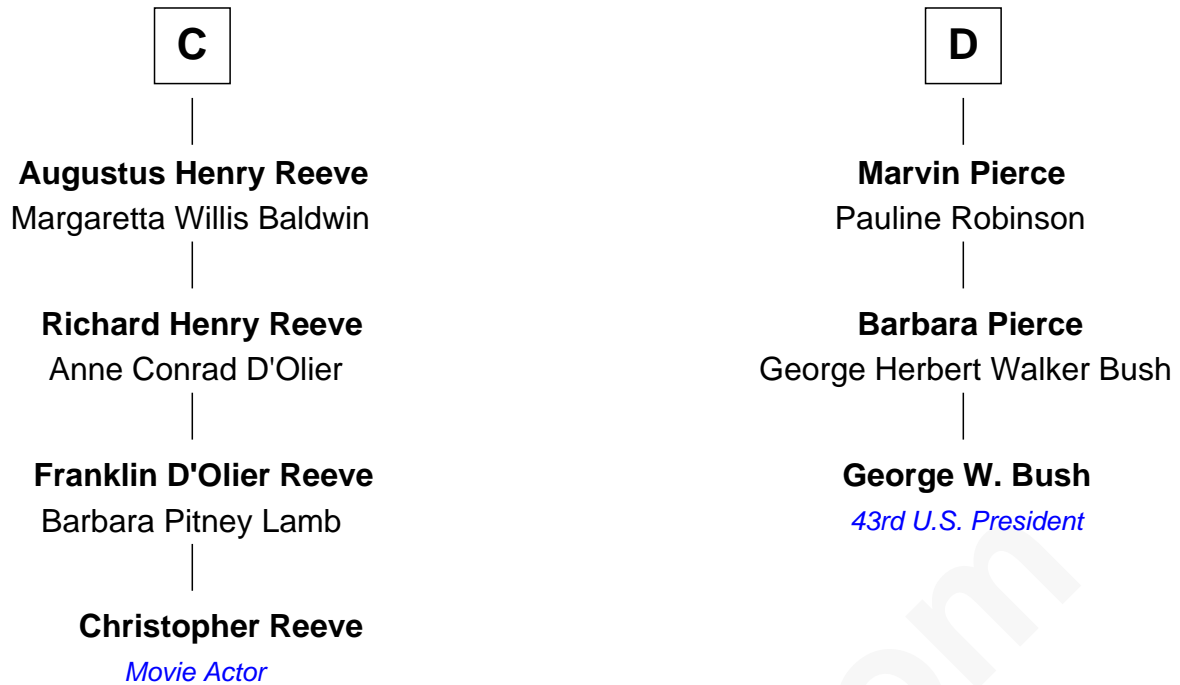 C
Augustus Henry Reeve
Margaretta Willis Baldwin
Richard Henry Reeve
Anne Conrad D'Olier
Franklin D'Olier Reeve
Barbara Pitney Lamb
Christopher Reeve
Movie Actor
D
Marvin Pierce
Pauline Robinson
Barbara Pierce
George Herbert Walker Bush
George W. Bush
43rd U.S. President
om